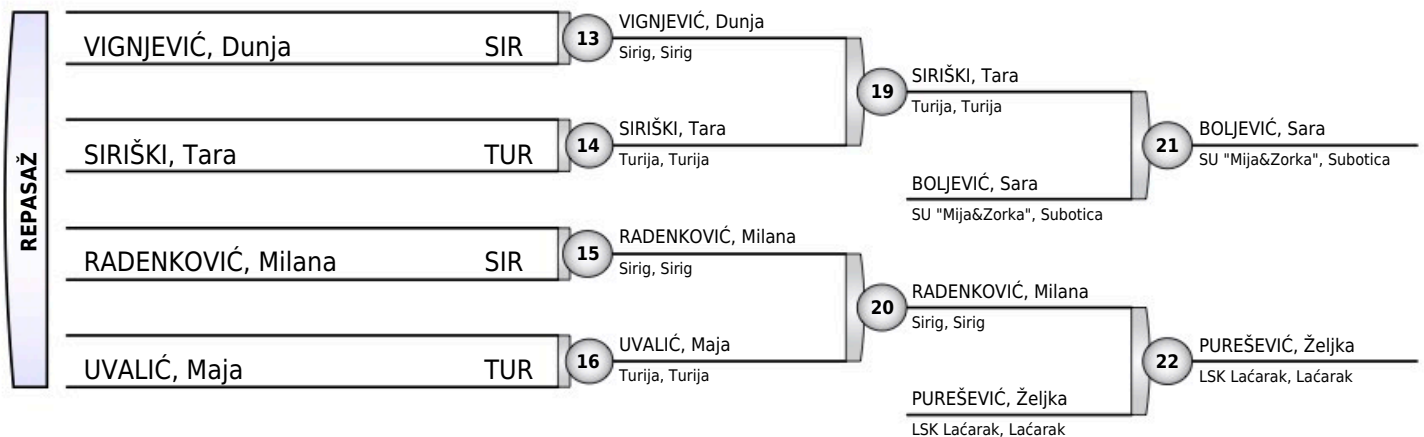 REPASAŽ
VIGNJEVIĆ, Dunja SIR
13
VIGNJEVIĆ, Dunja
Sirig, Sirig
SIRIŠKI, Tara TUR
14
SIRIŠKI, Tara
Turija, Turija
19
SIRIŠKI, Tara
Turija, Turija
BOLJEVIĆ, Sara
SU "Mija&Zorka", Subotica
21
BOLJEVIĆ, Sara
SU "Mija&Zorka", Subotica
RADENKOVIĆ, Milana SIR
15
RADENKOVIĆ, Milana
Sirig, Sirig
UVALIĆ, Maja TUR
16
UVALIĆ, Maja
Turija, Turija
20
RADENKOVIĆ, Milana
Sirig, Sirig
PUREŠEVIĆ, Željka
LSK Laćarak, Laćarak
22
PUREŠEVIĆ, Željka
LSK Laćarak, Laćarak